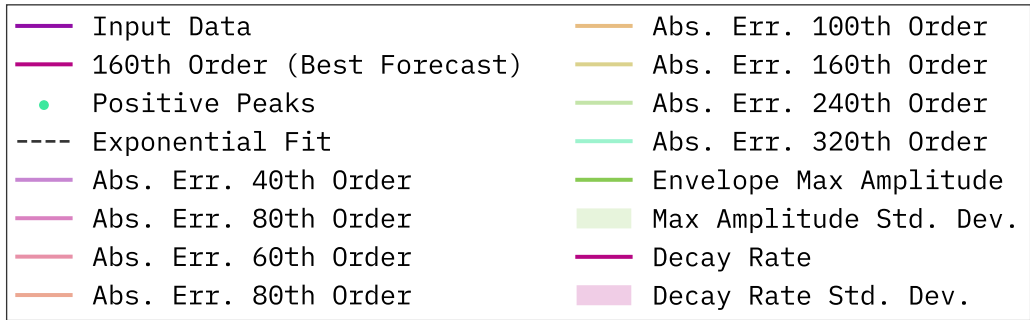 Input Data
160th Order (Best Forecast)
Positive Peaks
Exponential Fit
Abs. Err. 40th Order
Abs. Err. 80th Order
Abs. Err. 60th Order
Abs. Err. 80th Order
Abs. Err. 100th Order
Abs. Err. 160th Order
Abs. Err. 240th Order
Abs. Err. 320th Order
Envelope Max Amplitude
Max Amplitude Std. Dev.
Decay Rate
Decay Rate Std. Dev.